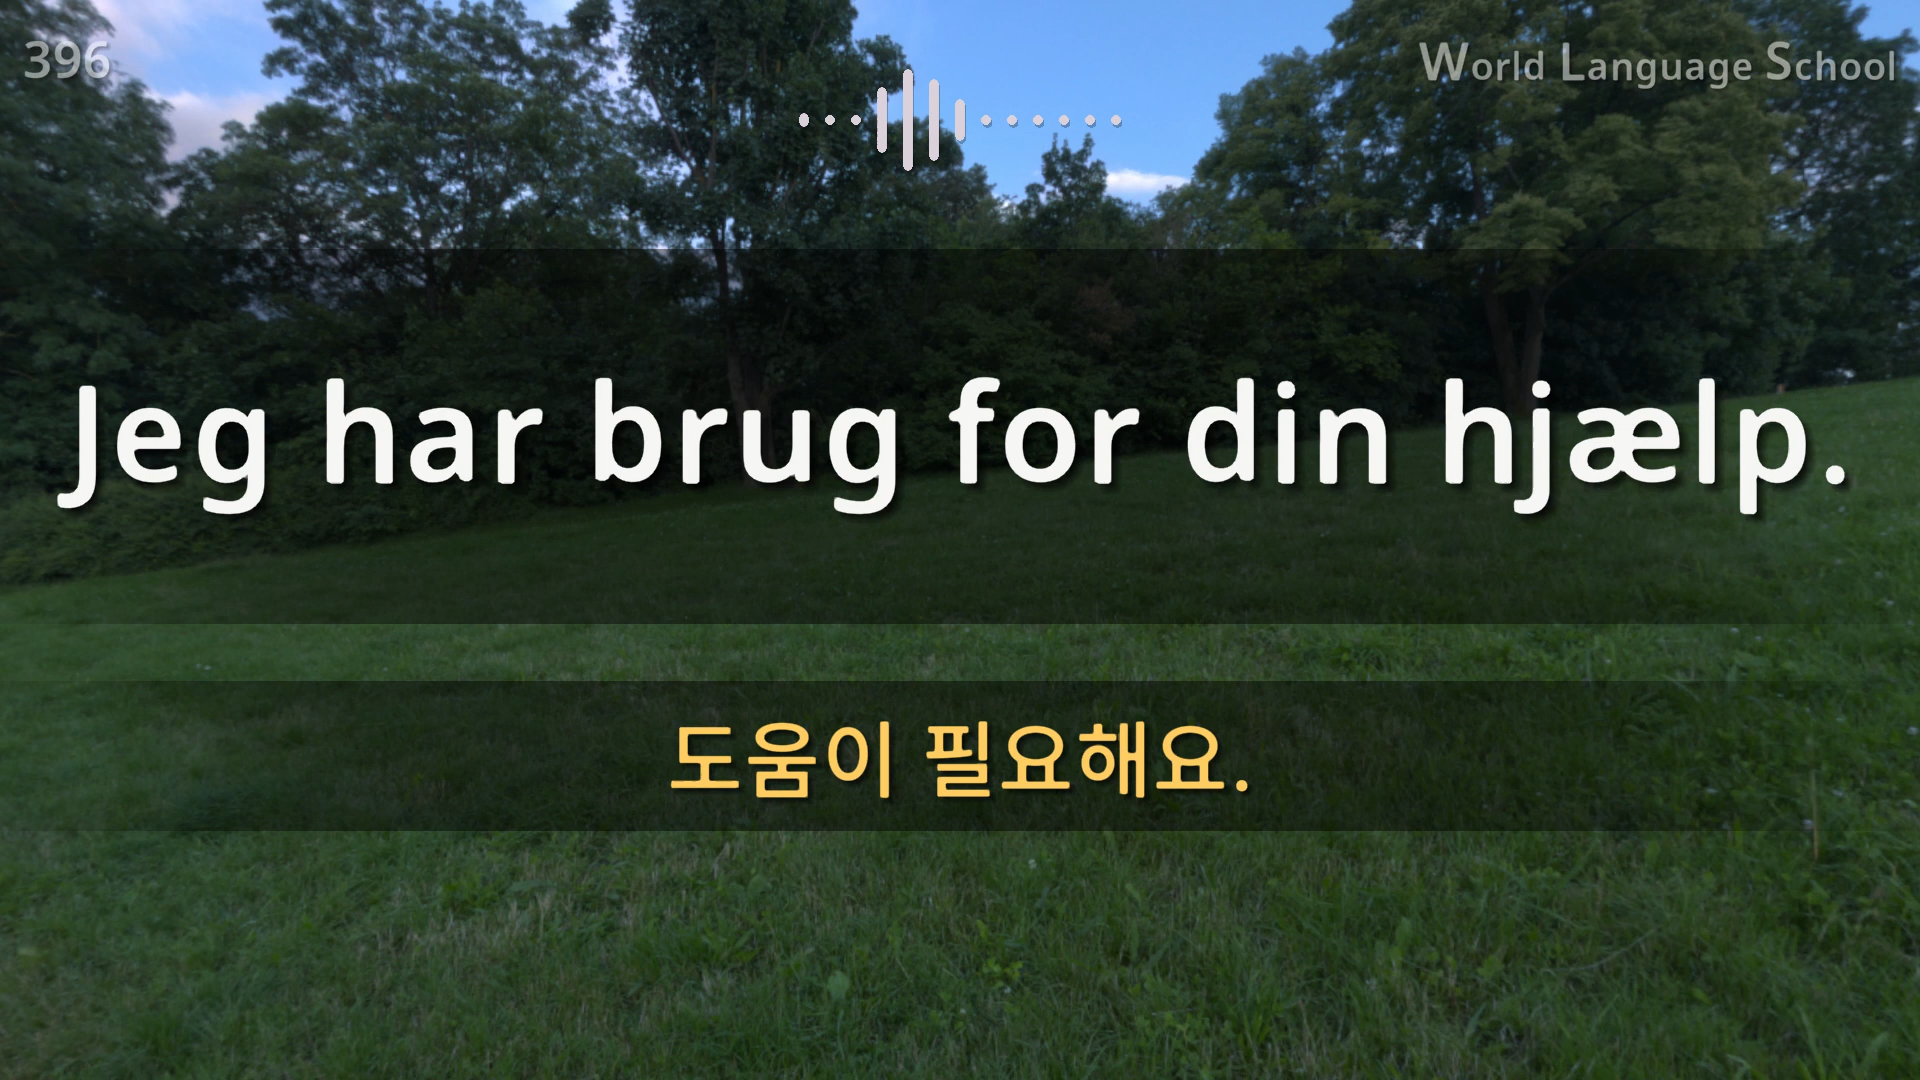 396
World Language School
Jeg har brug for din hjælp.
도움이 필요해요.